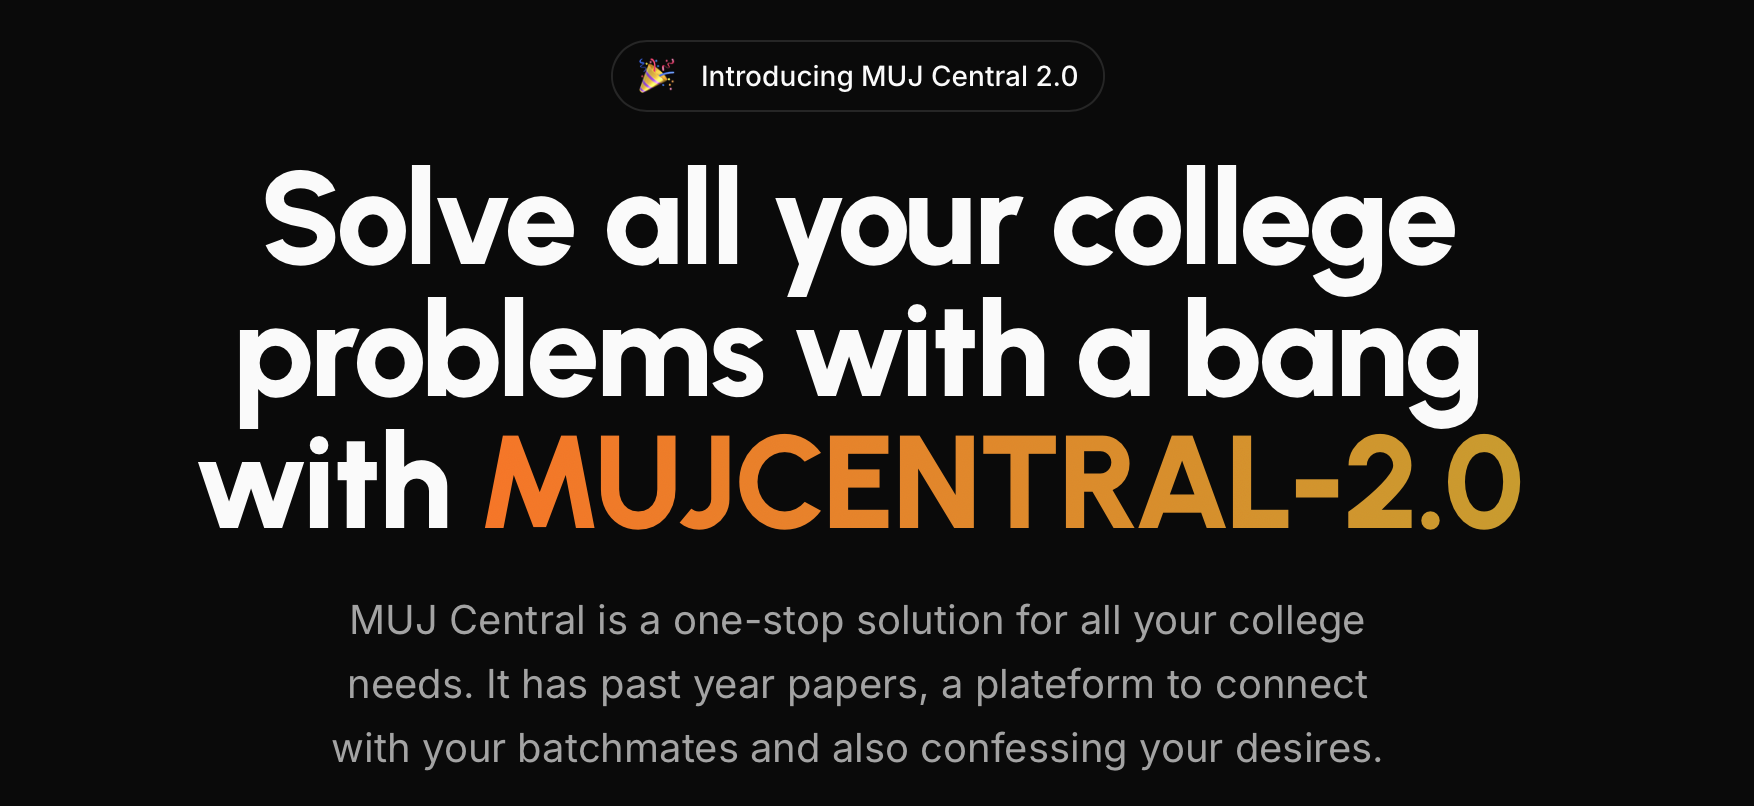 Introducing MUJ Central 2.0
Solve all your college
problems with a bang
with MUJCENTRAL-2.0
MUJ Central is a one-stop solution for all your college
needs. It has past year papers, a plateform to connect
with your batchmates and also confessing your desires.